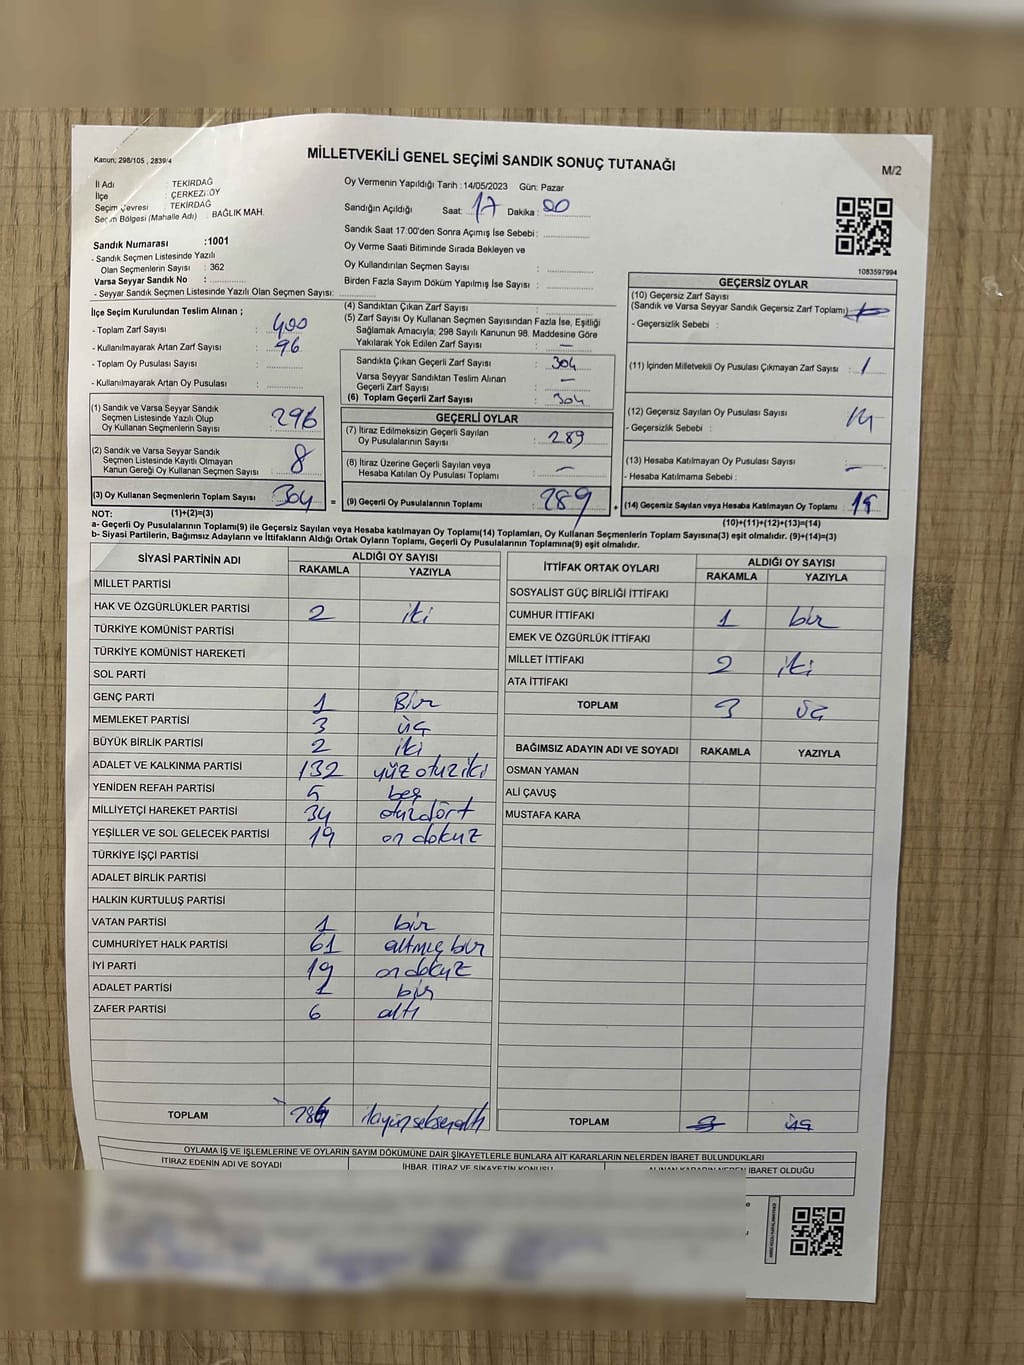 Kanun; 298/105 , 2839/4
MİLLETVEKİLİ GENEL SEÇİMİ SANDIK SONUÇ TUTANAĞI
M/2
İl Adı : TEKİRDAĞ
İlçe : ÇERKEZKÖY
Seçim Çevresi : TEKİRDAĞ
Seçim Bölgesi (Mahalle Adı) : BAĞLIK MAH.
Sandık Numarası :1001
- Sandık Seçmen Listesinde Yazılı
Olan Seçmenlerin Sayısı : 362
Varsa Seyyar Sandık No :
- Seyyar Sandık Seçmen Listesinde Yazılı Olan Seçmen Sayısı:
Oy Vermenin Yapıldığı Tarih :14/05/2023 Gün: Pazar
Sandığın Açıldığı Saat: 17 Dakika : 00
Sandık Saat 17:00'den Sonra Açımış İse Sebebi:
Oy Verme Saati Bitiminde Sırada Bekleyen ve
Oy Kullandırılan Seçmen Sayısı :
Birden Fazla Sayım Döküm Yapılmış İse Sayısı :
1083597994
İlçe Seçim Kurulundan Teslim Alınan ;
- Toplam Zarf Sayısı : 400
- Kullanılmayarak Artan Zarf Sayısı : 96
- Toplam Oy Pusulası Sayısı :
- Kullanılmayarak Artan Oy Pusulası :
(1) Sandık ve Varsa Seyyar Sandık
Seçmen Listesinde Yazılı Olup
Oy Kullanan Seçmenlerin Sayısı : 296
(2) Sandık ve Varsa Seyyar Sandık
Seçmen Listesinde Kayıtlı Olmayan
Kanun Gereği Oy Kullanan Seçmen Sayısı : 8
(3) Oy Kullanan Seçmenlerin Toplam Sayısı : 304
(4) Sandıktan Çıkan Zarf Sayısı :
(5) Zarf Sayısı Oy Kullanan Seçmen Sayısından Fazla İse, Eşitliği
Sağlamak Amacıyla, 298 Sayılı Kanunun 98. Maddesine Göre
Yakılarak Yok Edilen Zarf Sayısı : —
Sandıkta Çıkan Geçerli Zarf Sayısı : 304
Varsa Seyyar Sandıktan Teslim Alınan
Geçerli Zarf Sayısı : —
(6) Toplam Geçerli Zarf Sayısı : 304
GEÇERLİ OYLAR
(7) İtiraz Edilmeksizin Geçerli Sayılan
Oy Pusulalarının Sayısı : 289
(8) İtiraz Üzerine Geçerli Sayılan veya
Hesaba Katılan Oy Pusulası Toplamı : —
= (9) Geçerli Oy Pusulalarının Toplamı : 289
GEÇERSİZ OYLAR
(10) Geçersiz Zarf Sayısı
(Sandık ve Varsa Seyyar Sandık Geçersiz Zarf Toplamı) :
- Geçersizlik Sebebi :
(11) İçinden Milletvekili Oy Pusulası Çıkmayan Zarf Sayısı : 1
(12) Geçersiz Sayılan Oy Pusulası Sayısı : 14
- Geçersizlik Sebebi :
(13) Hesaba Katılmayan Oy Pusulası Sayısı : —
- Hesaba Katılmama Sebebi :
+ (14) Geçersiz Sayılan veya Hesaba Katılmayan Oy Toplamı : 15
NOT: (1)+(2)=(3)
(10)+(11)+(12)+(13)=(14)
a- Geçerli Oy Pusulalarının Toplamı(9) ile Geçersiz Sayılan veya Hesaba katılmayan Oy Toplamı(14) Toplamları, Oy Kullanan Seçmenlerin Toplam Sayısına(3) eşit olmalıdır. (9)+(14)=(3)
b- Siyasi Partilerin, Bağımsız Adayların ve İttifakların Aldığı Ortak Oyların Toplamı, Geçerli Oy Pusulalarının Toplamına(9) eşit olmalıdır.
SİYASİ PARTİNİN ADI ALDIĞI OY SAYISI
RAKAMLA YAZIYLA
MİLLET PARTİSİ
HAK VE ÖZGÜRLÜKLER PARTİSİ 2 iki
TÜRKİYE KOMÜNİST PARTİSİ
TÜRKİYE KOMÜNİST HAREKETİ
SOL PARTİ
GENÇ PARTİ 1 Bir
MEMLEKET PARTİSİ 3 üç
BÜYÜK BİRLİK PARTİSİ 2 iki
ADALET VE KALKINMA PARTİSİ 132 yüz otuz iki
YENİDEN REFAH PARTİSİ 5 beş
MİLLİYETÇİ HAREKET PARTİSİ 34 otuzdört
YEŞİLLER VE SOL GELECEK PARTİSİ 19 on dokuz
TÜRKİYE İŞÇİ PARTİSİ
ADALET BİRLİK PARTİSİ
HALKIN KURTULUŞ PARTİSİ
VATAN PARTİSİ 1 bir
CUMHURİYET HALK PARTİSİ 61 altmış bir
İYİ PARTİ 19 on dokuz
ADALET PARTİSİ 1 bir
ZAFER PARTİSİ 6 altı
TOPLAM 286 ikiyüzseksenaltı
İTTİFAK ORTAK OYLARI ALDIĞI OY SAYISI
RAKAMLA YAZIYLA
SOSYALİST GÜÇ BİRLİĞİ İTTİFAKI
CUMHUR İTTİFAKI 1 bir
EMEK VE ÖZGÜRLÜK İTTİFAKI
MİLLET İTTİFAKI 2 iki
ATA İTTİFAKI
TOPLAM 3 üç
BAĞIMSIZ ADAYIN ADI VE SOYADI RAKAMLA YAZIYLA
OSMAN YAMAN
ALİ ÇAVUŞ
MUSTAFA KARA
TOPLAM 3 üç
OYLAMA İŞ VE İŞLEMLERİNE VE OYLARIN SAYIM DÖKÜMÜNE DAİR ŞİKAYETLERLE BUNLARA AİT KARARLARIN NELERDEN İBARET BULUNDUKLARI
İTİRAZ EDENİN ADI VE SOYADI İHBAR, İTİRAZ VE ŞİKAYETİN KONUSU ALINAN KARARIN NEDEN İBARET OLDUĞU